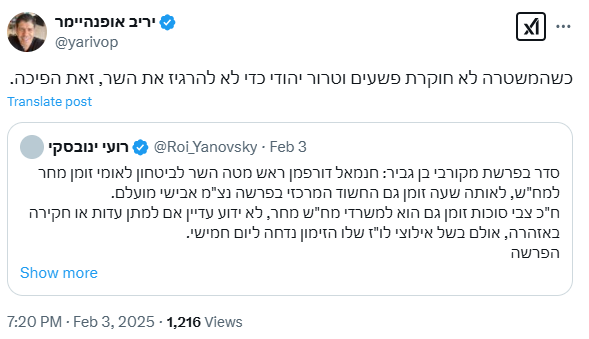 יריב אופנהיימר
@yarivop
כשהמשטרה לא חוקרת פשעים וטרור יהודי כדי לא להרגיז את השר, זאת הפיכה.
Translate post
רועי ינובסקי @Roi_Yanovsky · Feb 3
סדר בפרשת מקורבי בן גביר: חנמאל דורפמן ראש מטה השר לביטחון לאומי זומן מחר
למח"ש, לאותה שעה זומן גם החשוד המרכזי בפרשה נצ"מ אבישי מועלם.
ח"כ צבי סוכות זומן גם הוא למשרדי מח"ש מחר, לא ידוע עדיין אם למתן עדות או חקירה
באזהרה, אולם בשל אילוצי לו"ז שלו הזימון נדחה ליום חמישי.
הפרשה
Show more
7:20 PM · Feb 3, 2025 · 1,216 Views